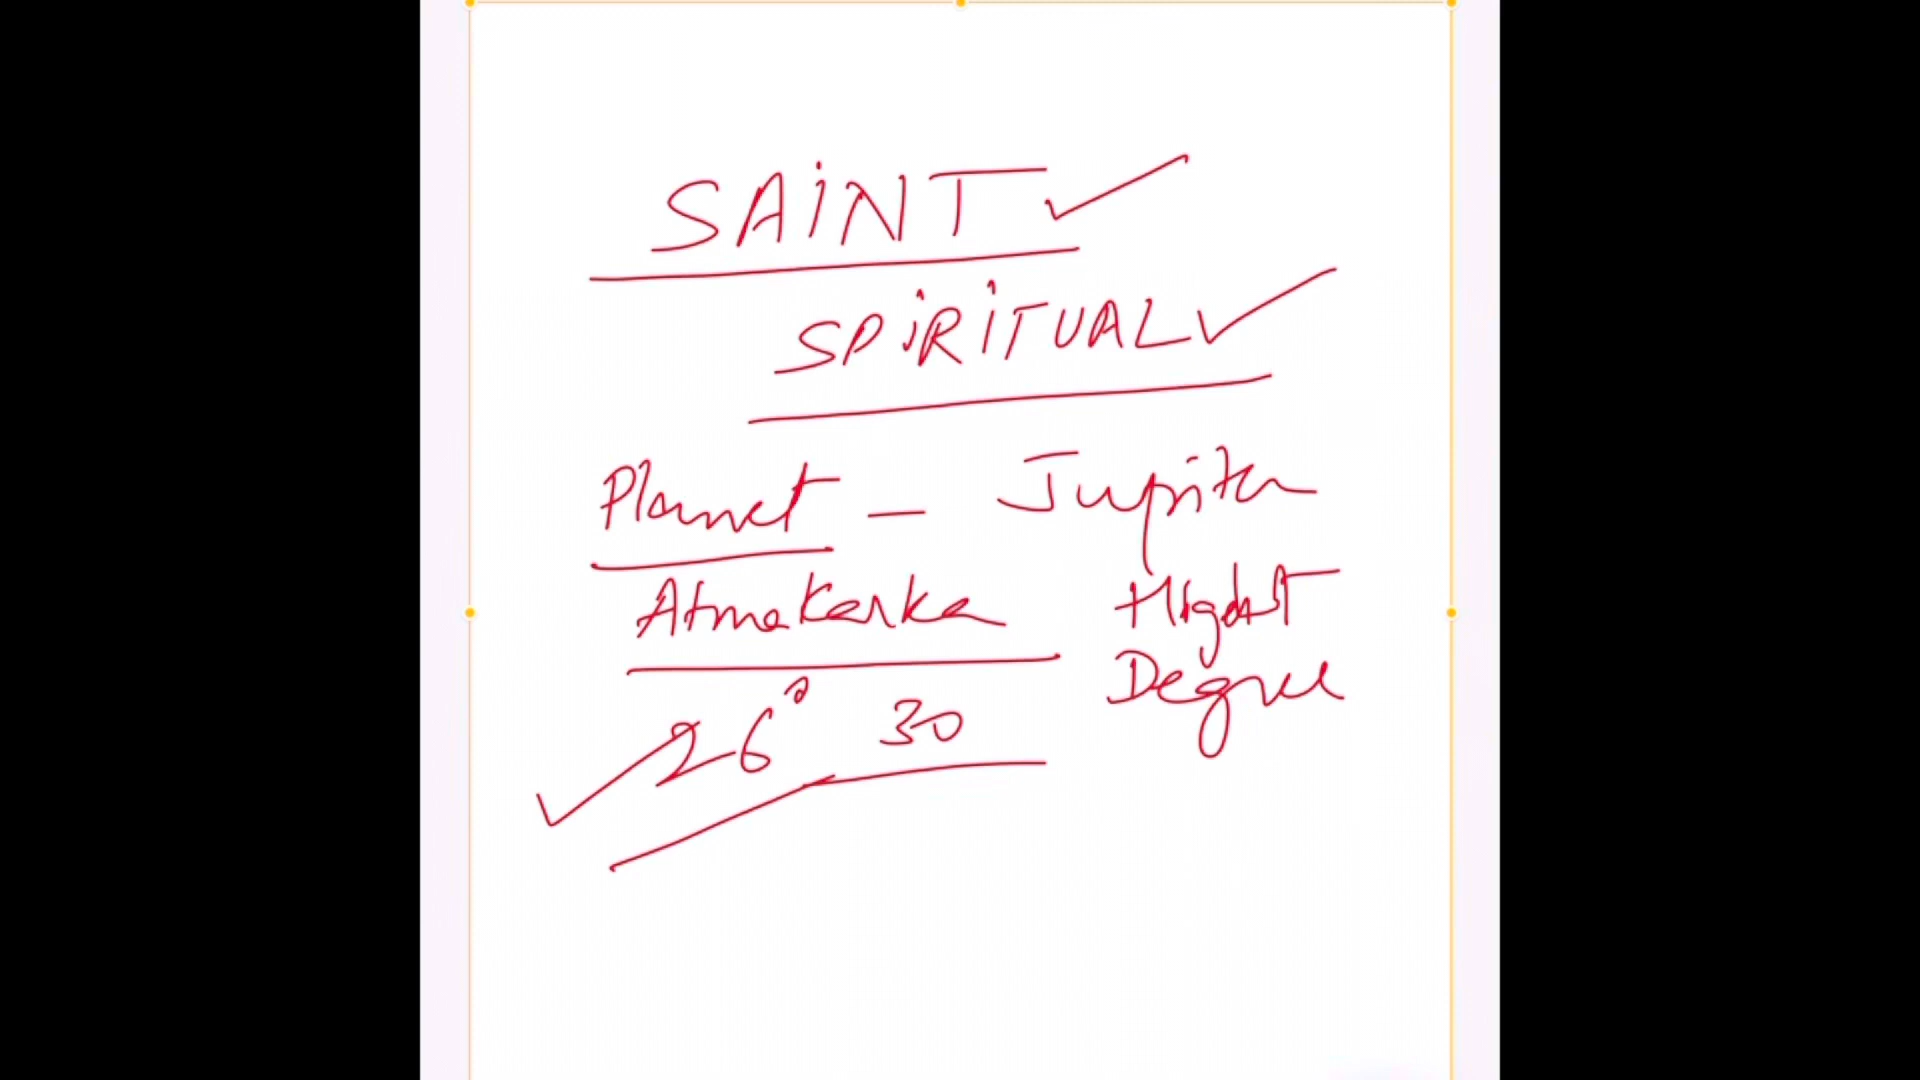 SAiNT
SPiRiTUAL
Planet - Jupiter
Atmakarka Highest
Degree
26° 30